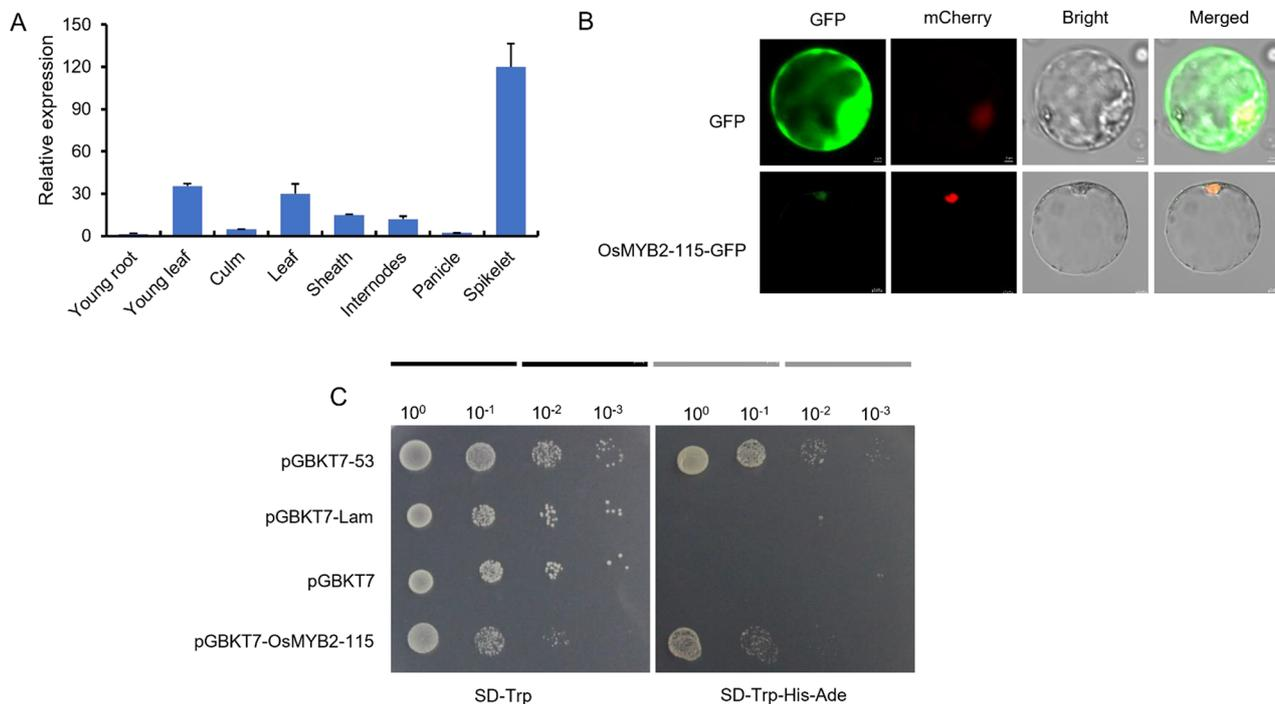 A
Relative expression
150
120
90
60
30
0
Young root
Young leaf
Culm
Leaf
Sheath
Internodes
Panicle
Spikelet
B
GFP mCherry Bright Merged
GFP
OsMYB2-115-GFP
C
10⁰ 10⁻¹ 10⁻² 10⁻³ 10⁰ 10⁻¹ 10⁻² 10⁻³
pGBKT7-53
pGBKT7-Lam
pGBKT7
pGBKT7-OsMYB2-115
SD-Trp SD-Trp-His-Ade